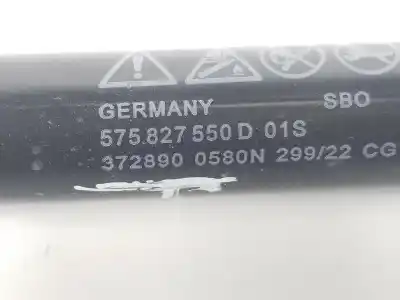 GERMANY SBO
575.827 550 D 01S
372890 0580N 299/22 CG